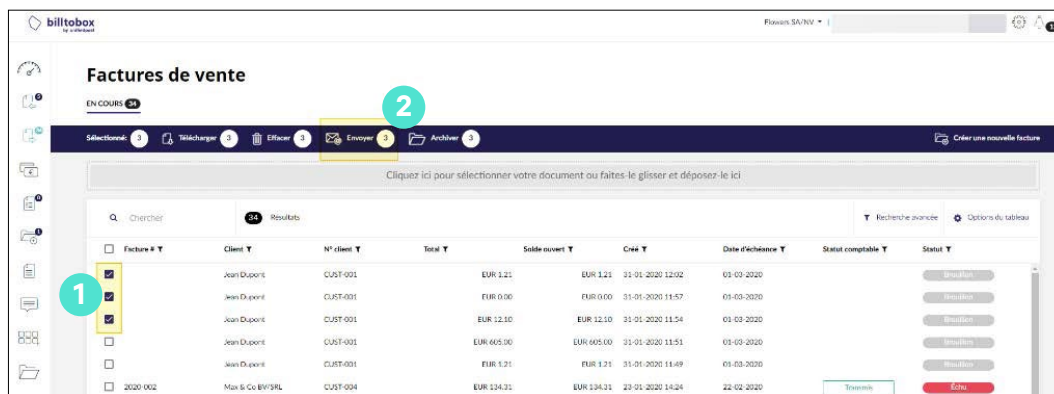 billtobox
by unifiedpost
Flowers SA/NV
Factures de vente
EN COURS 34
2
Sélectionné: 3 Télécharger 3 Effacer 3 Envoyer 3 Archiver 3 Créer une nouvelle facture
Cliquez ici pour sélectionner votre document ou faites-le glisser et déposez-le ici
Chercher 34 Résultats Recherche avancée Options du tableau
Facture # Client N° client Total Solde ouvert Créé Date d'échéance Statut comptable Statut
Jean Dupont CUST-001 EUR 1.21 EUR 1.21 31-01-2020 12:02 01-03-2020 Brouillon
1
Jean Dupont CUST-001 EUR 0.00 EUR 0.00 31-01-2020 11:57 01-03-2020 Brouillon
Jean Dupont CUST-001 EUR 12.10 EUR 12.10 31-01-2020 11:54 01-03-2020 Brouillon
Jean Dupont CUST-001 EUR 605.00 EUR 605.00 31-01-2020 11:51 01-03-2020 Brouillon
Jean Dupont CUST-001 EUR 1.21 EUR 1.21 31-01-2020 11:49 01-03-2020 Brouillon
2020-002 Max & Co BV/SRL CUST-004 EUR 134.31 EUR 134.31 23-01-2020 14:24 22-02-2020 Transmis Échu